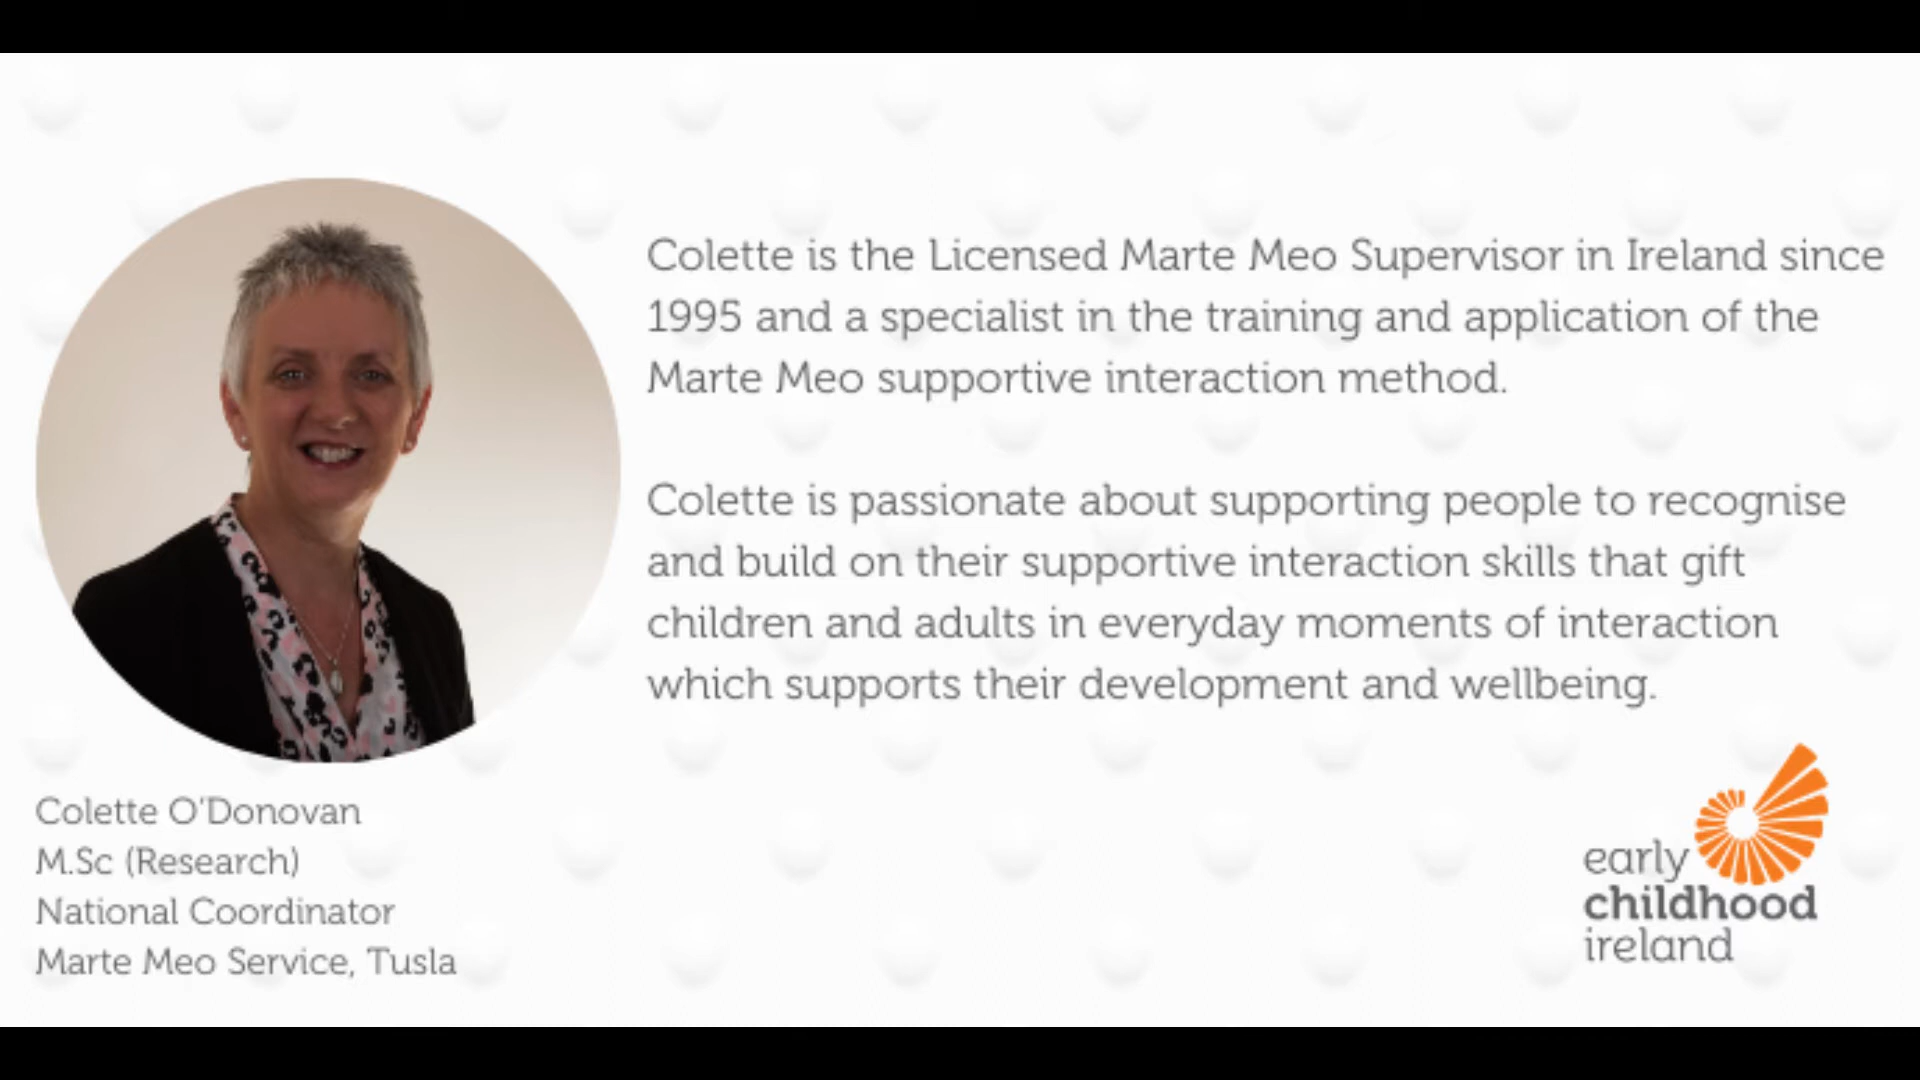 Colette is the Licensed Marte Meo Supervisor in Ireland since
1995 and a specialist in the training and application of the
Marte Meo supportive interaction method.
Colette is passionate about supporting people to recognise
and build on their supportive interaction skills that gift
children and adults in everyday moments of interaction
which supports their development and wellbeing.
Colette O'Donovan
M.Sc (Research)
National Coordinator
Marte Meo Service, Tusla
early
childhood
ireland